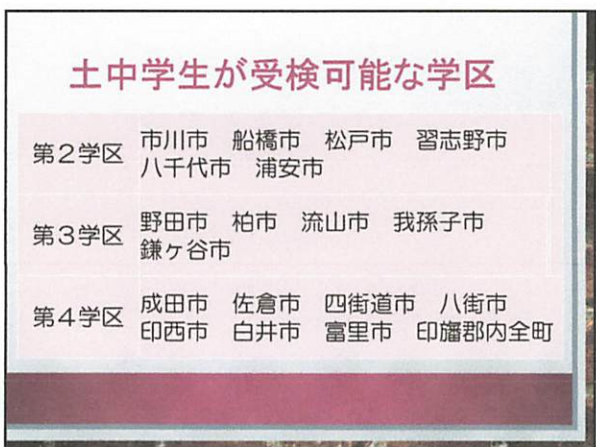 土中学生が受検可能な学区
第2学区 市川市 船橋市 松戸市 習志野市
八千代市 浦安市
第3学区 野田市 柏市 流山市 我孫子市
鎌ヶ谷市
第4学区 成田市 佐倉市 四街道市 八街市
印西市 白井市 富里市 印旛郡内全町